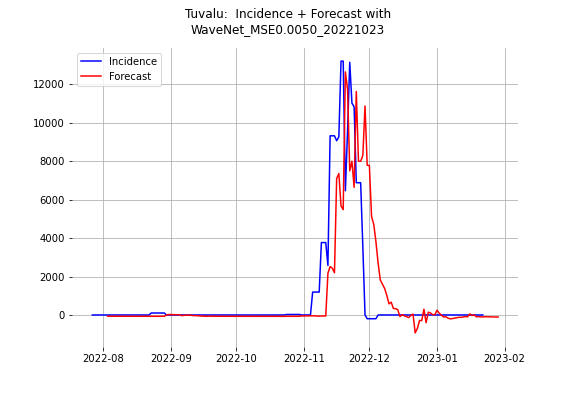 Tuvalu:  Incidence + Forecast with
WaveNet_MSE0.0050_20221023
Incidence
Forecast
12000
10000
8000
6000
4000
2000
0
2022-08 2022-09 2022-10 2022-11 2022-12 2023-01 2023-02